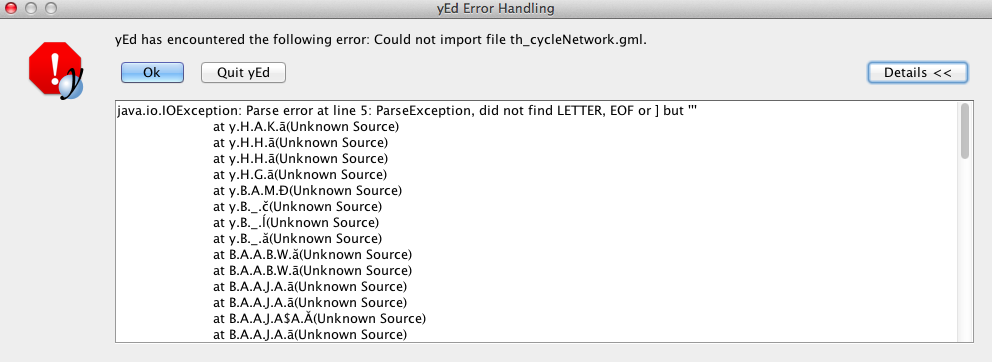 yEd Error Handling
yEd has encountered the following error: Could not import file th_cycleNetwork.gml.
Ok
Quit yEd
Details <<
java.io.IOException: Parse error at line 5: ParseException, did not find LETTER, EOF or ] but '"'
at y.H.A.K.ā(Unknown Source)
at y.H.H.ā(Unknown Source)
at y.H.H.ā(Unknown Source)
at y.H.G.ā(Unknown Source)
at y.B.A.M.Đ(Unknown Source)
at y.B._.č(Unknown Source)
at y.B._.Í(Unknown Source)
at y.B._.ă(Unknown Source)
at B.A.A.B.W.ă(Unknown Source)
at B.A.A.B.W.ā(Unknown Source)
at B.A.A.J.A.ā(Unknown Source)
at B.A.A.J.A.ā(Unknown Source)
at B.A.A.J.A$A.Ă(Unknown Source)
at B.A.A.J.A.ā(Unknown Source)